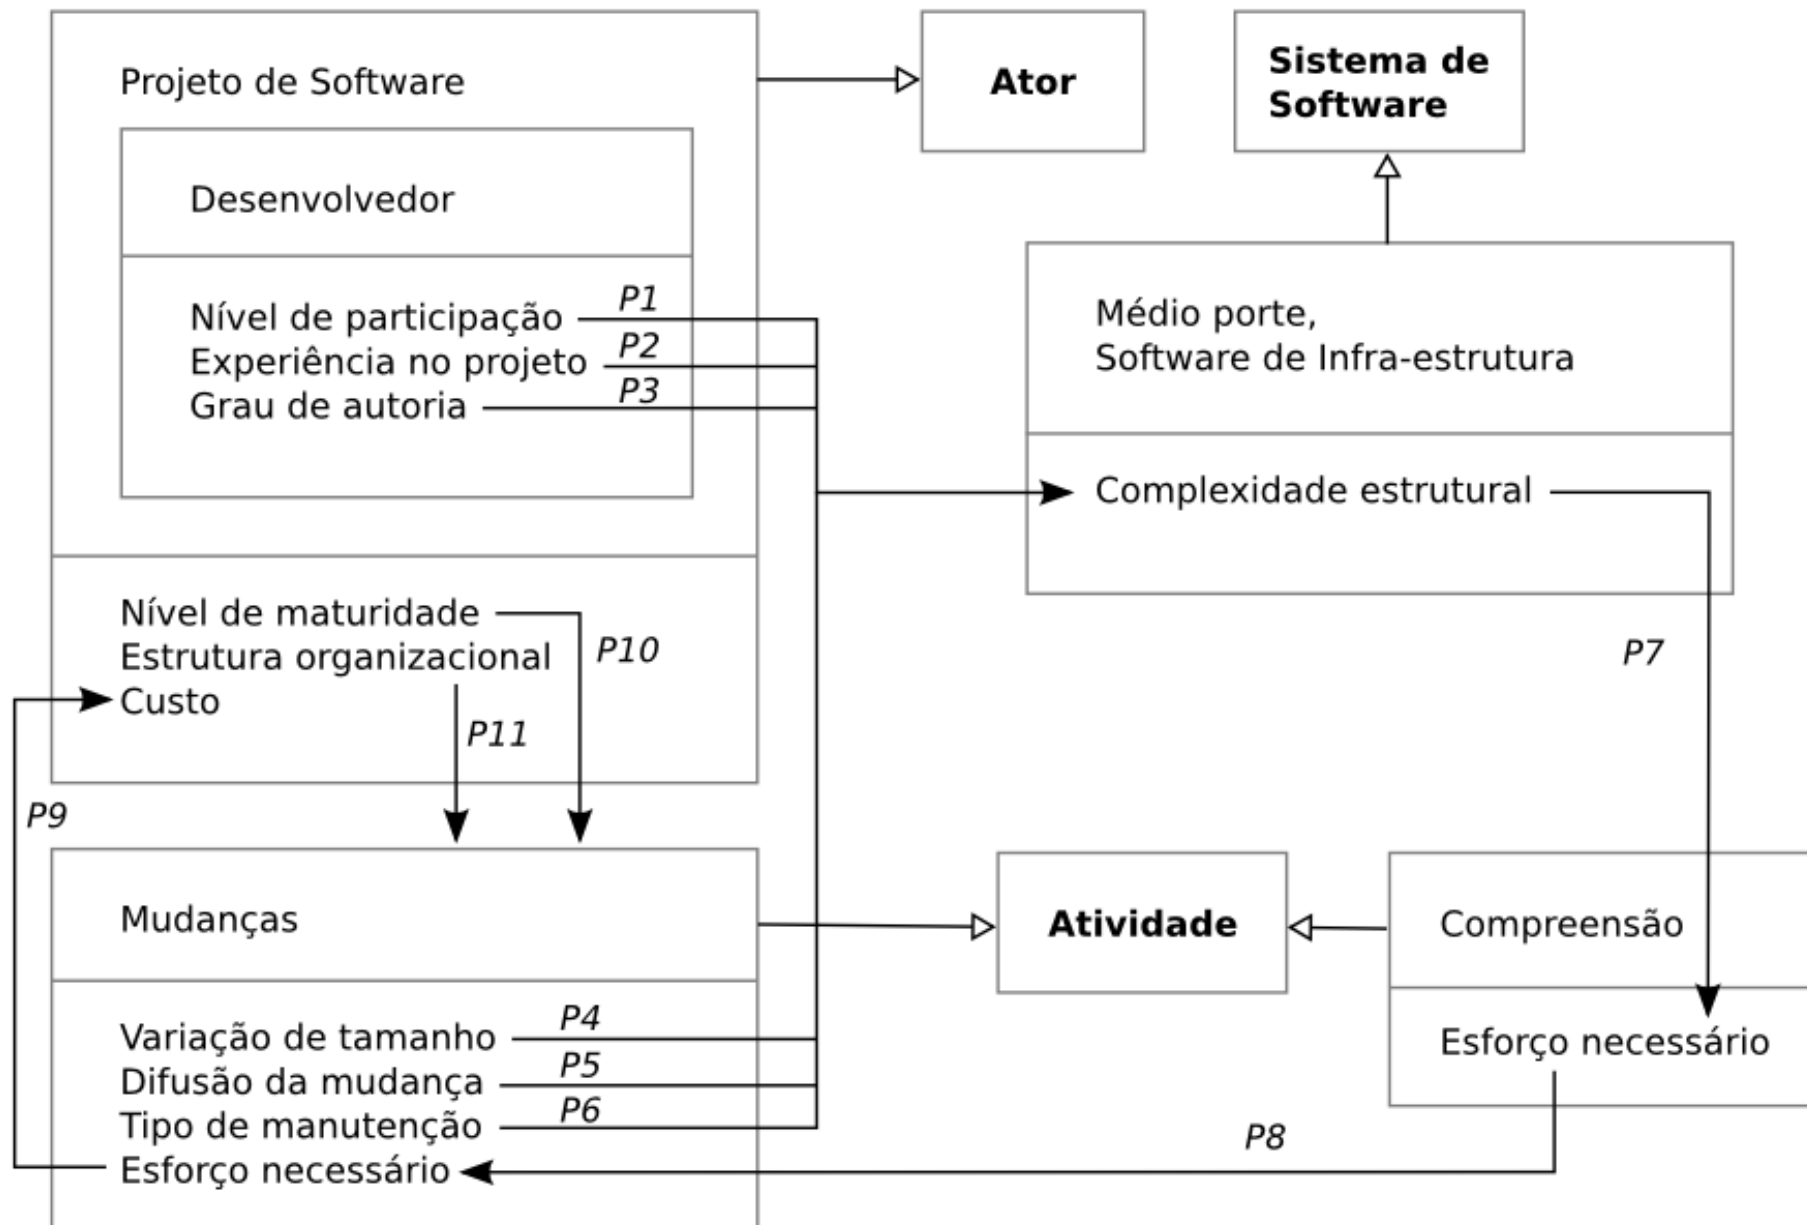 Projeto de Software
Ator
Sistema de
Software
Desenvolvedor
Nível de participação
P1
Experiência no projeto
P2
Grau de autoria
P3
Médio porte,
Software de Infra-estrutura
Complexidade estrutural
Nível de maturidade
Estrutura organizacional
Custo
P10
P11
P7
P9
Mudanças
Atividade
Compreensão
Variação de tamanho
P4
Difusão da mudança
P5
Tipo de manutenção
P6
Esforço necessário
Esforço necessário
P8